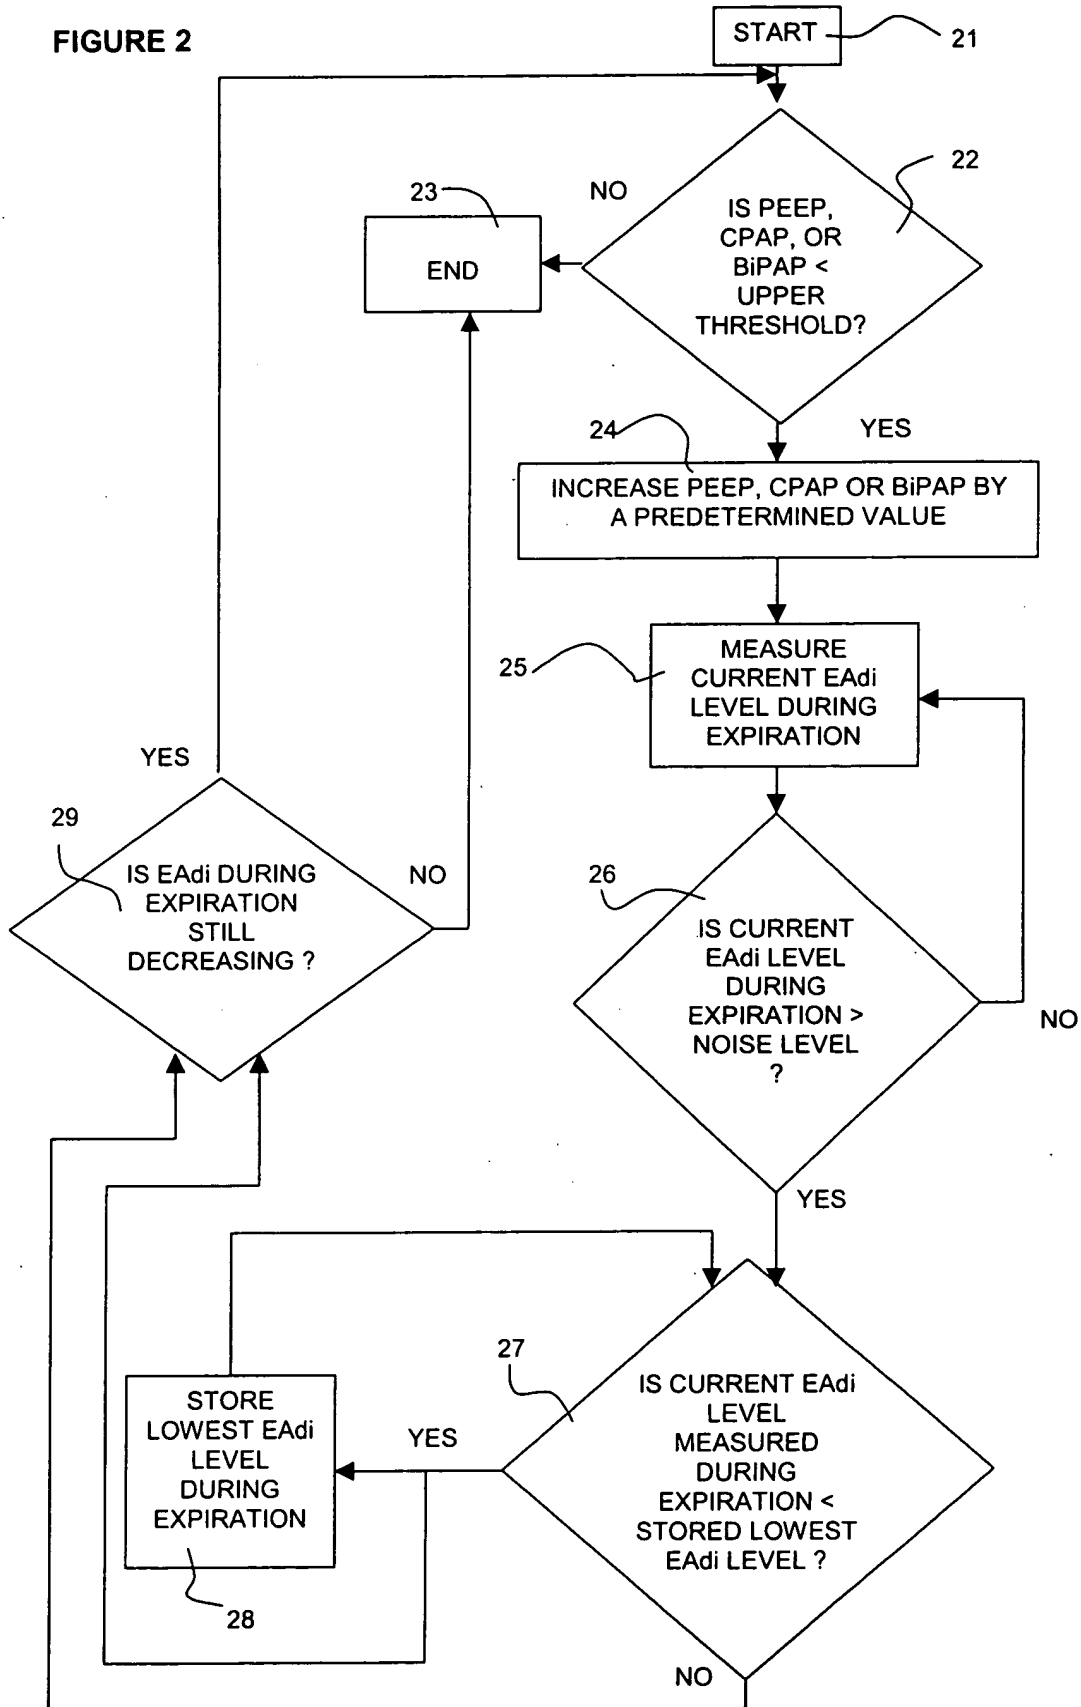 FIGURE 2
START
21
22
NO
23
IS PEEP,
CPAP, OR
BiPAP <
UPPER
THRESHOLD?
END
24
YES
INCREASE PEEP, CPAP OR BiPAP BY
A PREDETERMINED VALUE
25
MEASURE
CURRENT EAdi
LEVEL DURING
EXPIRATION
YES
29
IS EAdi DURING
EXPIRATION
STILL
DECREASING ?
NO
26
IS CURRENT
EAdi LEVEL
DURING
EXPIRATION >
NOISE LEVEL
?
NO
YES
27
IS CURRENT EAdi
LEVEL
MEASURED
DURING
EXPIRATION <
STORED LOWEST
EAdi LEVEL ?
STORE
LOWEST EAdi
LEVEL
DURING
EXPIRATION
YES
28
NO